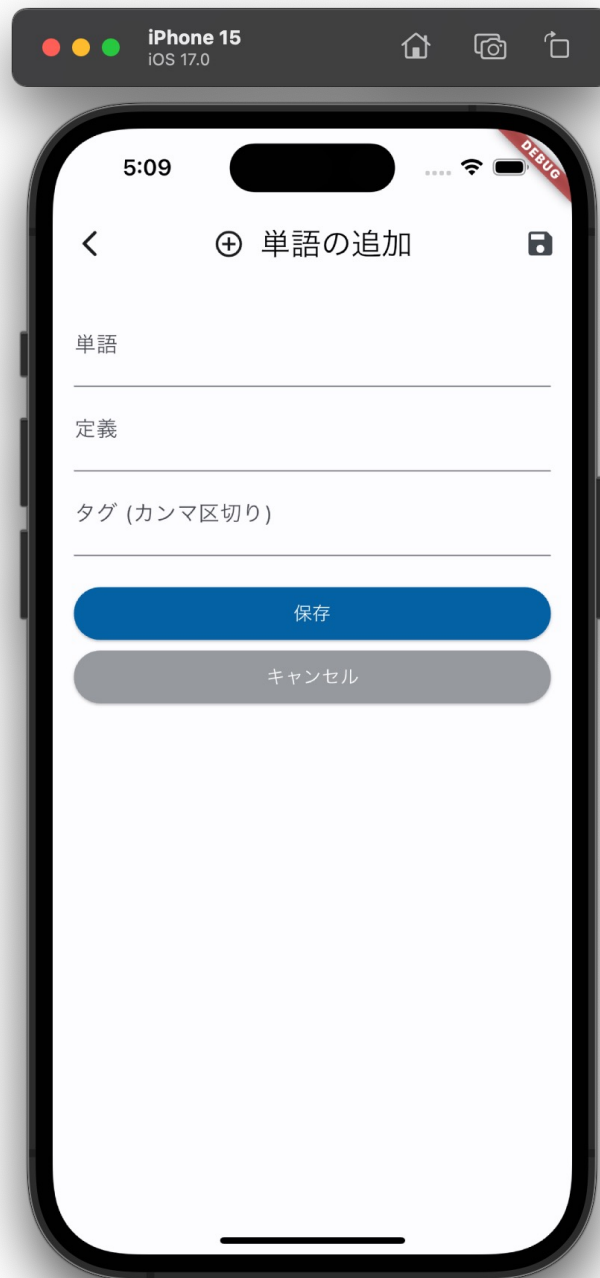 iPhone 15
iOS 17.0
5:09
DEBUG
単語の追加
単語
定義
タグ (カンマ区切り)
保存
キャンセル